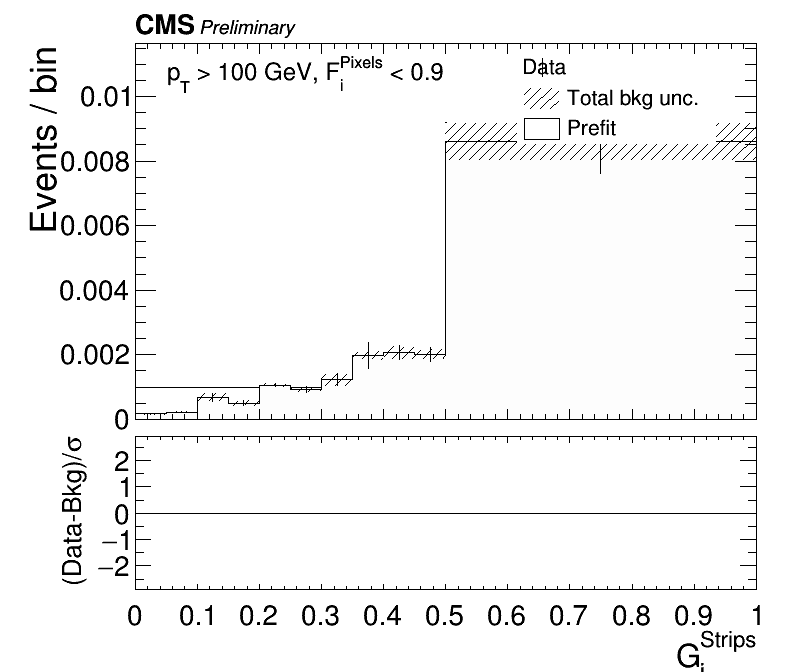 CMS Preliminary
p_T > 100 GeV, F_i^Pixels < 0.9
Data
Total bkg unc.
Prefit
Events / bin
0.01
0.008
0.006
0.004
0.002
0
(Data-Bkg)/σ
2
1
0
−1
−2
0 0.1 0.2 0.3 0.4 0.5 0.6 0.7 0.8 0.9 1
G_i^Strips